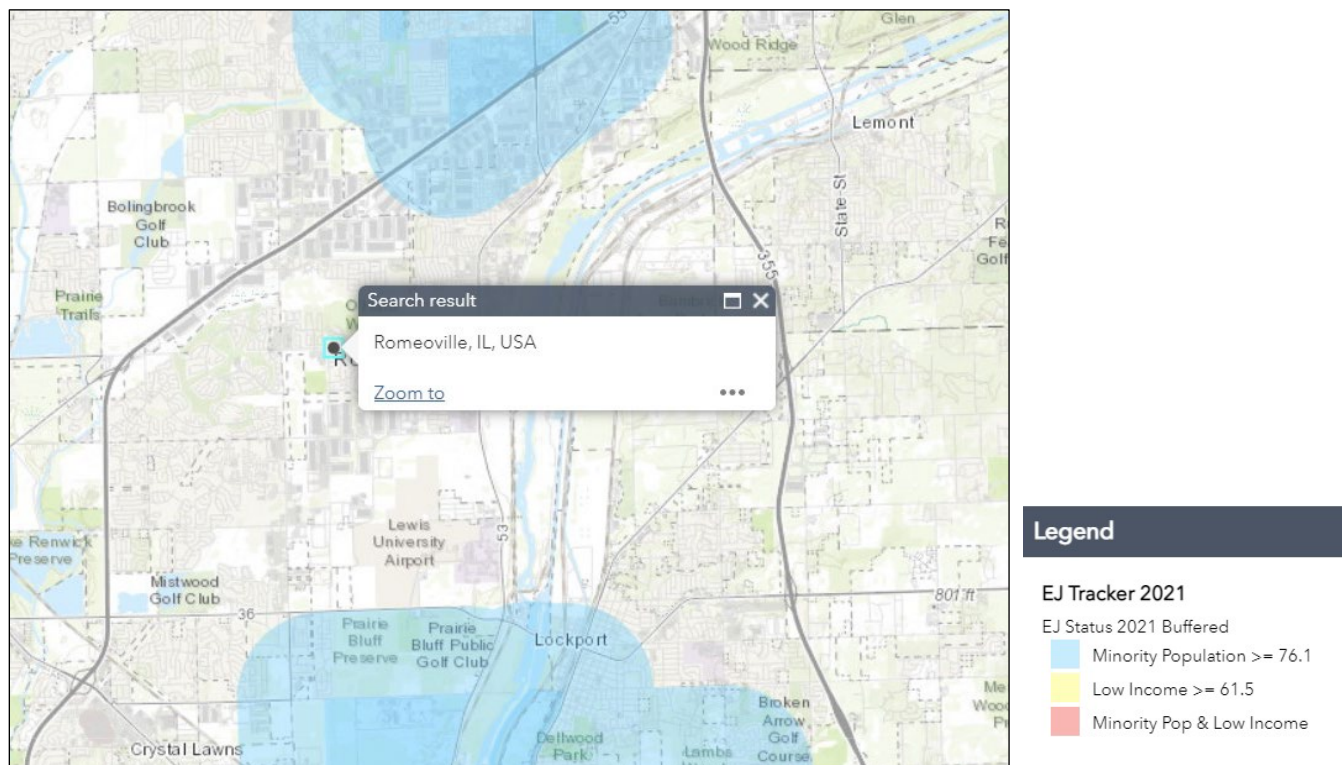 55
Glen
Wood Ridge
Lemont
State-St
Bolingbrook
Golf
Club
355
Golf
Prairie
Trails
Search result
Romeoville, IL, USA
Zoom to
Lewis
University
Airport
53
e Renwick
Preserve
Mistwood
Golf Club
36
801 ft
Prairie
Bluff
Preserve
Prairie
Bluff Public
Golf Club
Lockport
Broken
Arrow
Golf
Course
Dellwood
Park
Lambs
Crystal Lawns
Legend
EJ Tracker 2021
EJ Status 2021 Buffered
Minority Population >= 76.1
Low Income >= 61.5
Minority Pop & Low Income